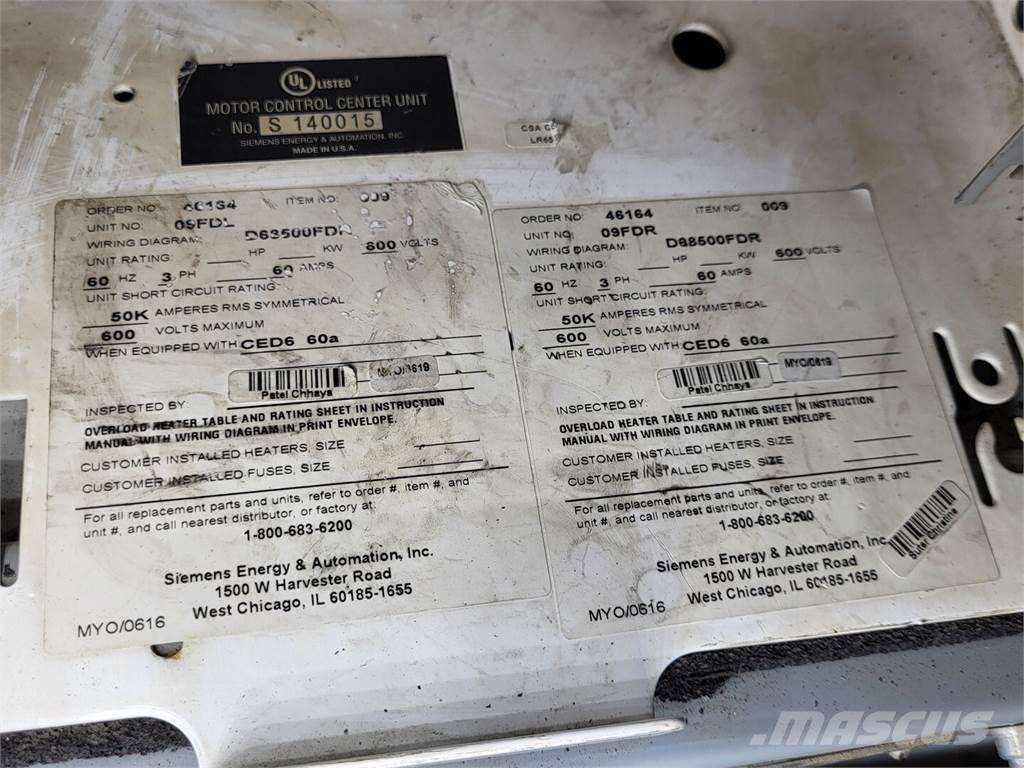 UL LISTED
MOTOR CONTROL CENTER UNIT
No. S 140015
SIEMENS ENERGY & AUTOMATION, INC.
MADE IN U.S.A.
CSA
ORDER NO: ITEM NO: 009
UNIT NO: 09FDL
WIRING DIAGRAM:
UNIT RATING: HP KW 600 VOLTS
60 HZ 3 PH 60 AMPS
UNIT SHORT CIRCUIT RATING:
50K AMPERES RMS SYMMETRICAL
600 VOLTS MAXIMUM
WHEN EQUIPPED WITH: CED6 60a
Patel Chhaya
MYO/0619
INSPECTED BY:
OVERLOAD HEATER TABLE AND RATING SHEET IN INSTRUCTION
MANUAL WITH WIRING DIAGRAM IN PRINT ENVELOPE.
CUSTOMER INSTALLED HEATERS, SIZE
CUSTOMER INSTALLED FUSES, SIZE
For all replacement parts and units, refer to order #, item #, and
unit #, and call nearest distributor, or factory at:
1-800-683-6200
Siemens Energy & Automation, Inc.
1500 W Harvester Road
West Chicago, IL 60185-1655
MYO/0616
ORDER NO: 46164 ITEM NO: 009
UNIT NO: 09FDR
WIRING DIAGRAM: D68500FDR
UNIT RATING: HP KW 600 VOLTS
60 HZ 3 PH 60 AMPS
UNIT SHORT CIRCUIT RATING:
50K AMPERES RMS SYMMETRICAL
600 VOLTS MAXIMUM
WHEN EQUIPPED WITH: CED6 60a
Patel Chhaya
MYO/0619
INSPECTED BY:
OVERLOAD HEATER TABLE AND RATING SHEET IN INSTRUCTION
MANUAL WITH WIRING DIAGRAM IN PRINT ENVELOPE.
CUSTOMER INSTALLED HEATERS, SIZE
CUSTOMER INSTALLED FUSES, SIZE
For all replacement parts and units, refer to order #, item #, and
unit #, and call nearest distributor, or factory at:
1-800-683-6200
Suter Christine
Siemens Energy & Automation, Inc
1500 W Harvester Road
West Chicago, IL 60185-1655
MYO/0616
MASCUS